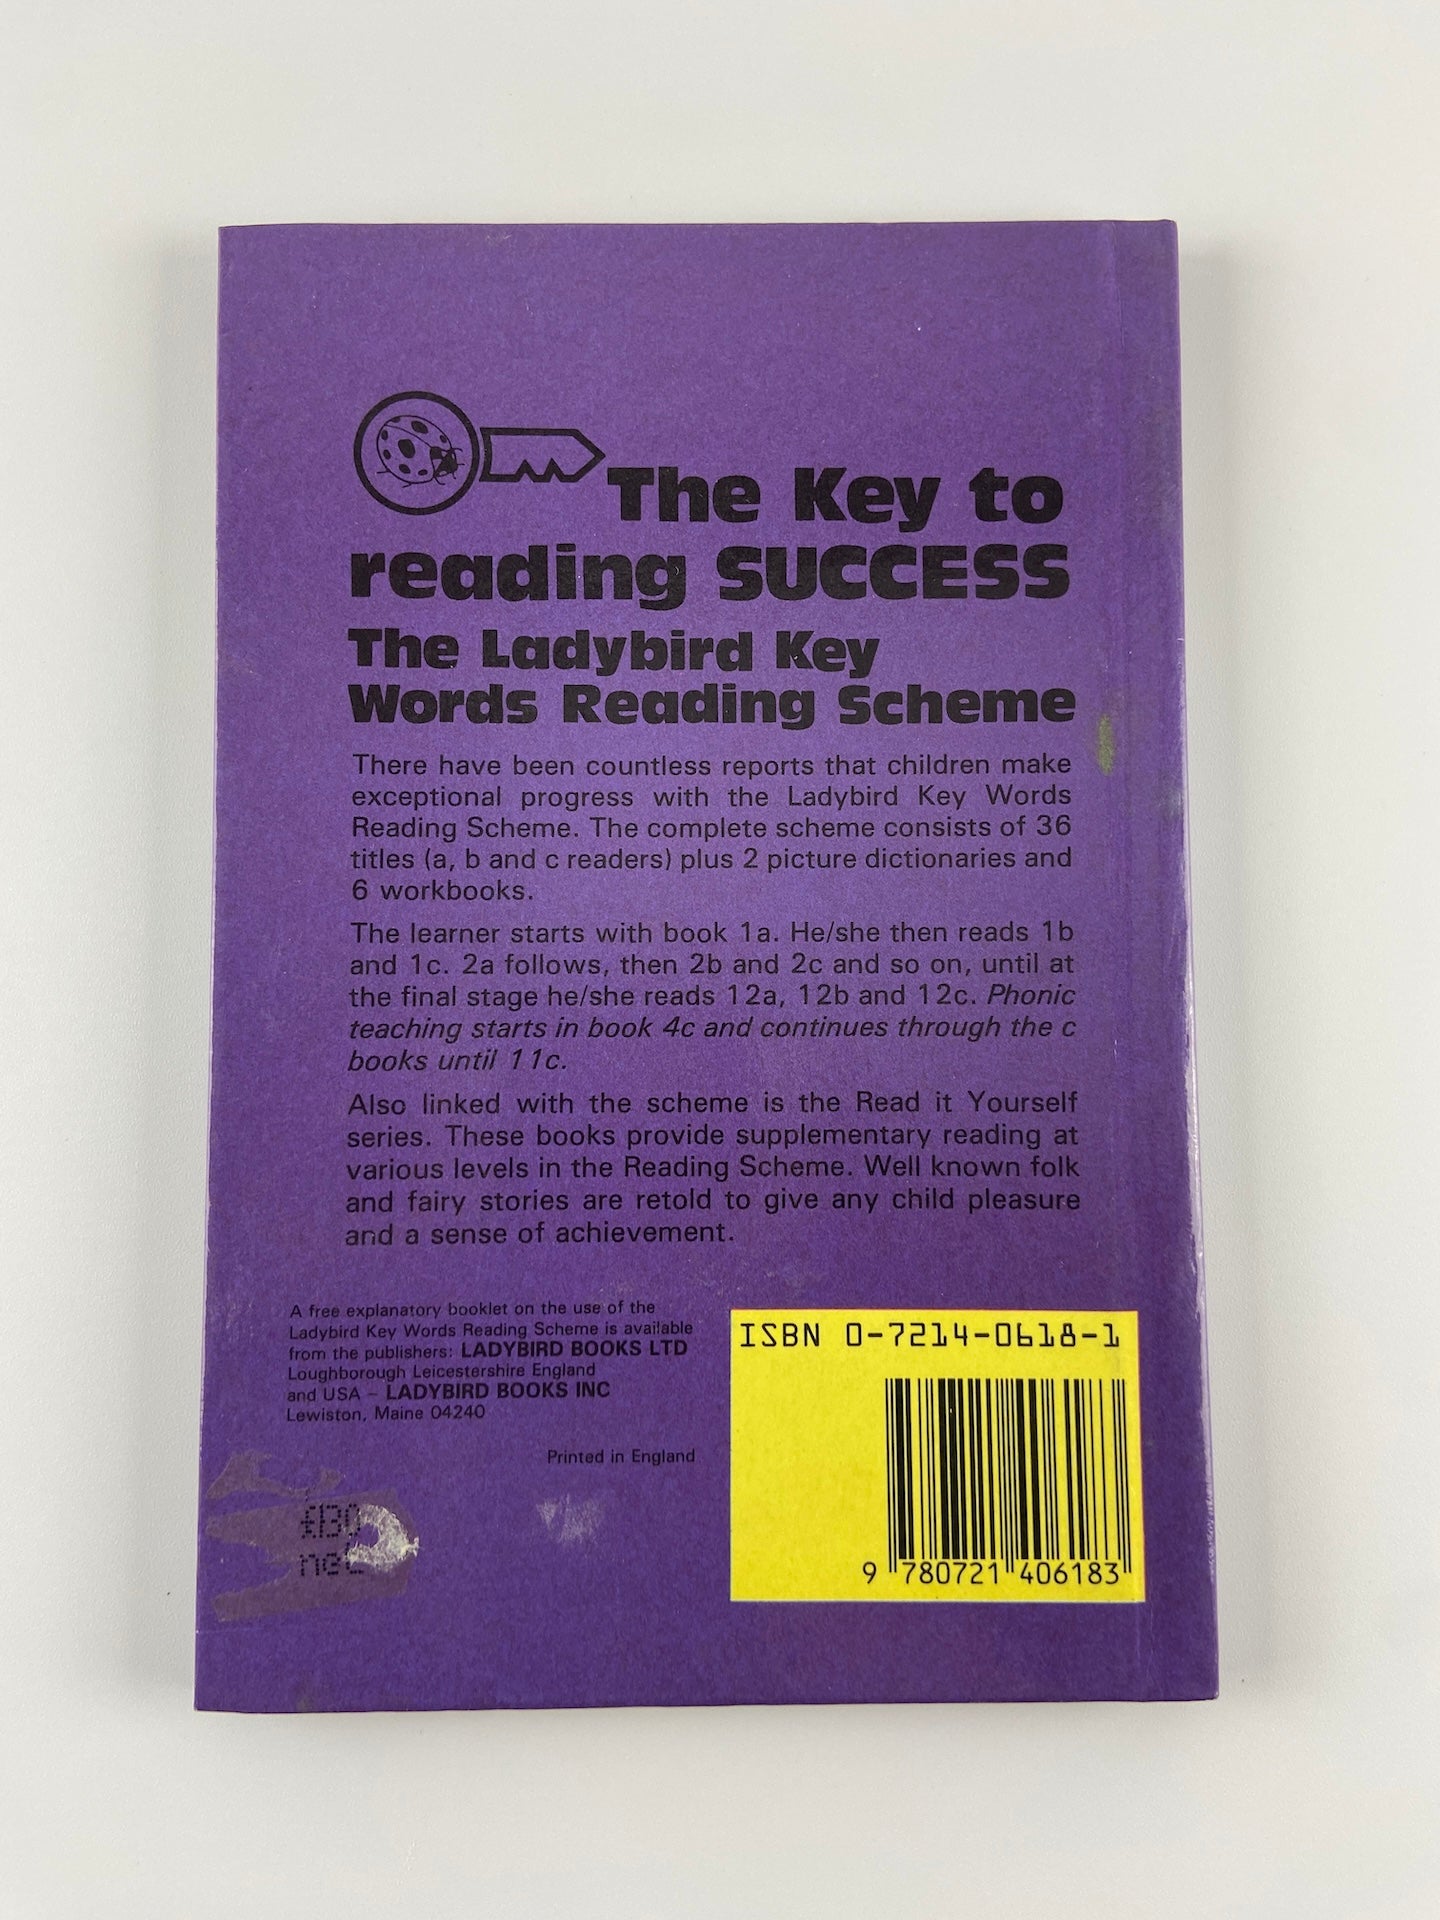 The Key to
reading SUCCESS
The Ladybird Key
Words Reading Scheme
There have been countless reports that children make
exceptional progress with the Ladybird Key Words
Reading Scheme. The complete scheme consists of 36
titles (a, b and c readers) plus 2 picture dictionaries and
6 workbooks.
The learner starts with book 1a. He/she then reads 1b
and 1c. 2a follows, then 2b and 2c and so on, until at
the final stage he/she reads 12a, 12b and 12c. Phonic
teaching starts in book 4c and continues through the c
books until 11c.
Also linked with the scheme is the Read it Yourself
series. These books provide supplementary reading at
various levels in the Reading Scheme. Well known folk
and fairy stories are retold to give any child pleasure
and a sense of achievement.
A free explanatory booklet on the use of the
Ladybird Key Words Reading Scheme is available
from the publishers: LADYBIRD BOOKS LTD
Loughborough Leicestershire England
and USA – LADYBIRD BOOKS INC
Lewiston, Maine 04240
Printed in England
£1.30
net
ISBN 0-7214-0618-1
9 780721 406183